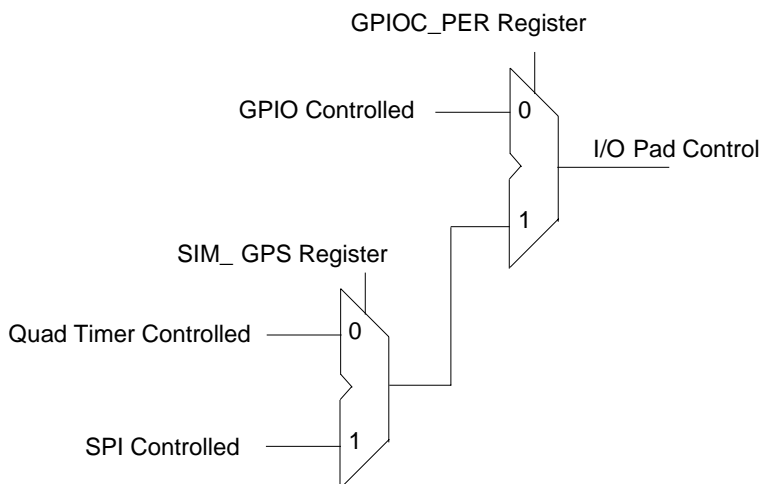 GPIOC_PER Register
GPIO Controlled
0
I/O Pad Control
1
SIM_ GPS Register
Quad Timer Controlled
0
SPI Controlled
1